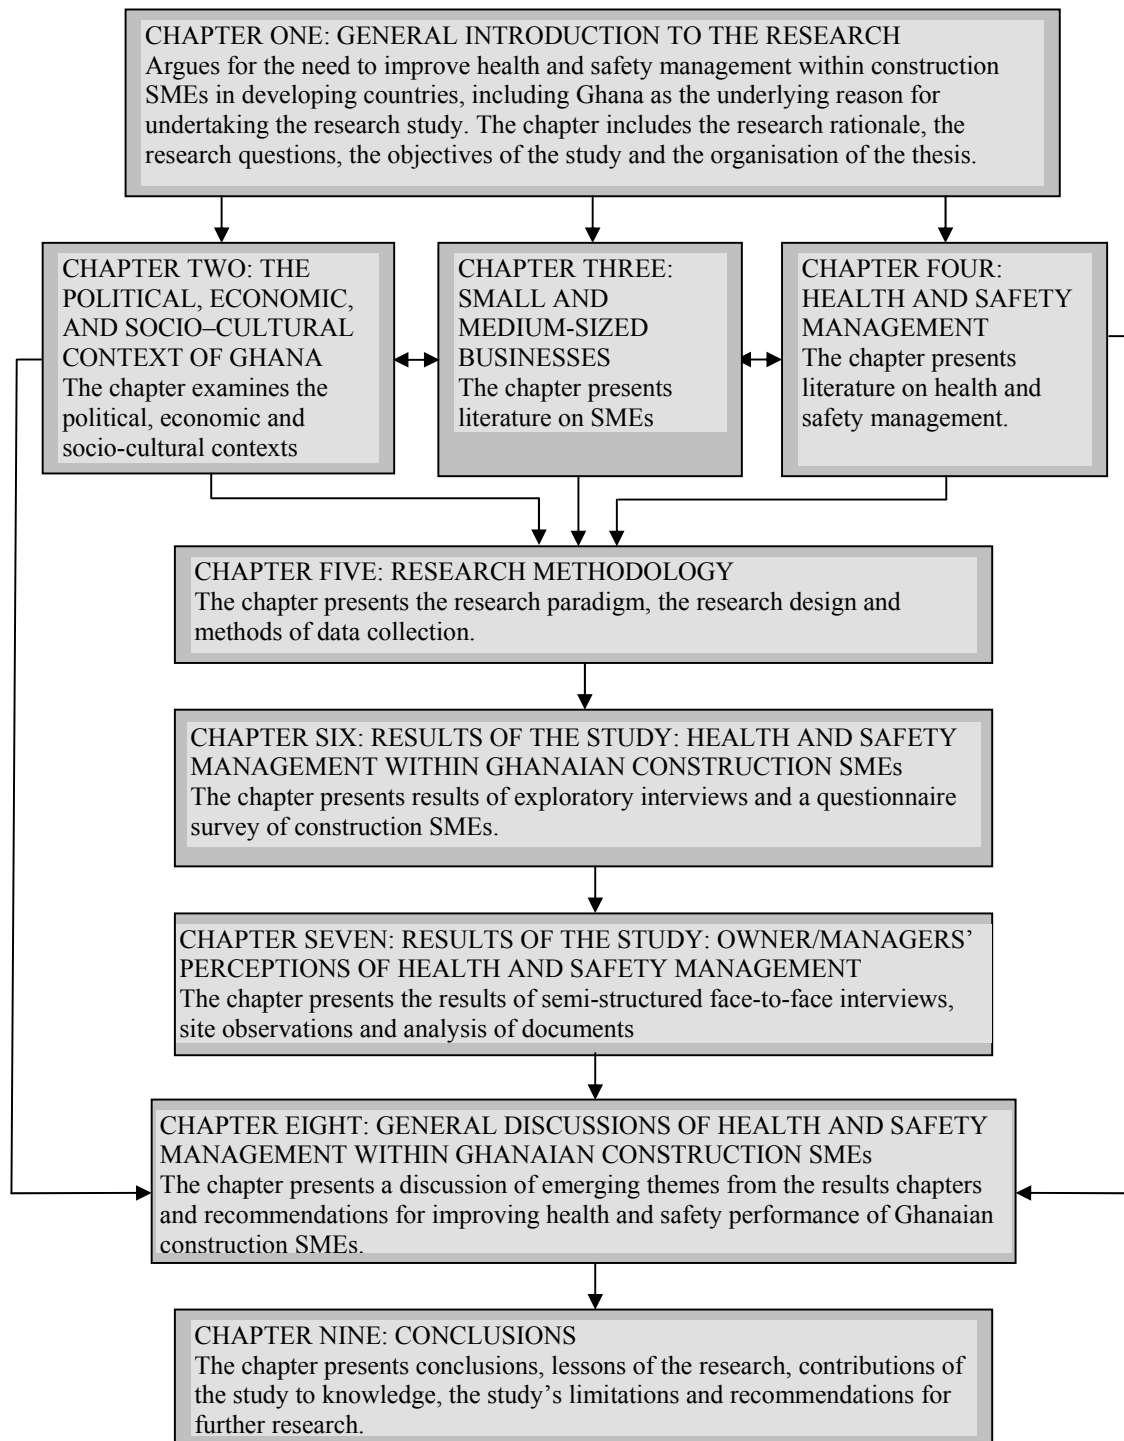 CHAPTER ONE: GENERAL INTRODUCTION TO THE RESEARCH
Argues for the need to improve health and safety management within construction
SMEs in developing countries, including Ghana as the underlying reason for
undertaking the research study. The chapter includes the research rationale, the
research questions, the objectives of the study and the organisation of the thesis.
CHAPTER TWO: THE
POLITICAL, ECONOMIC,
AND SOCIO–CULTURAL
CONTEXT OF GHANA
The chapter examines the
political, economic and
socio-cultural contexts
CHAPTER THREE:
SMALL AND
MEDIUM-SIZED
BUSINESSES
The chapter presents
literature on SMEs
CHAPTER FOUR:
HEALTH AND SAFETY
MANAGEMENT
The chapter presents
literature on health and
safety management.
CHAPTER FIVE: RESEARCH METHODOLOGY
The chapter presents the research paradigm, the research design and
methods of data collection.
CHAPTER SIX: RESULTS OF THE STUDY: HEALTH AND SAFETY
MANAGEMENT WITHIN GHANAIAN CONSTRUCTION SMEs
The chapter presents results of exploratory interviews and a questionnaire
survey of construction SMEs.
CHAPTER SEVEN: RESULTS OF THE STUDY: OWNER/MANAGERS’
PERCEPTIONS OF HEALTH AND SAFETY MANAGEMENT
The chapter presents the results of semi-structured face-to-face interviews,
site observations and analysis of documents
CHAPTER EIGHT: GENERAL DISCUSSIONS OF HEALTH AND SAFETY
MANAGEMENT WITHIN GHANAIAN CONSTRUCTION SMEs
The chapter presents a discussion of emerging themes from the results chapters
and recommendations for improving health and safety performance of Ghanaian
construction SMEs.
CHAPTER NINE: CONCLUSIONS
The chapter presents conclusions, lessons of the research, contributions of
the study to knowledge, the study’s limitations and recommendations for
further research.